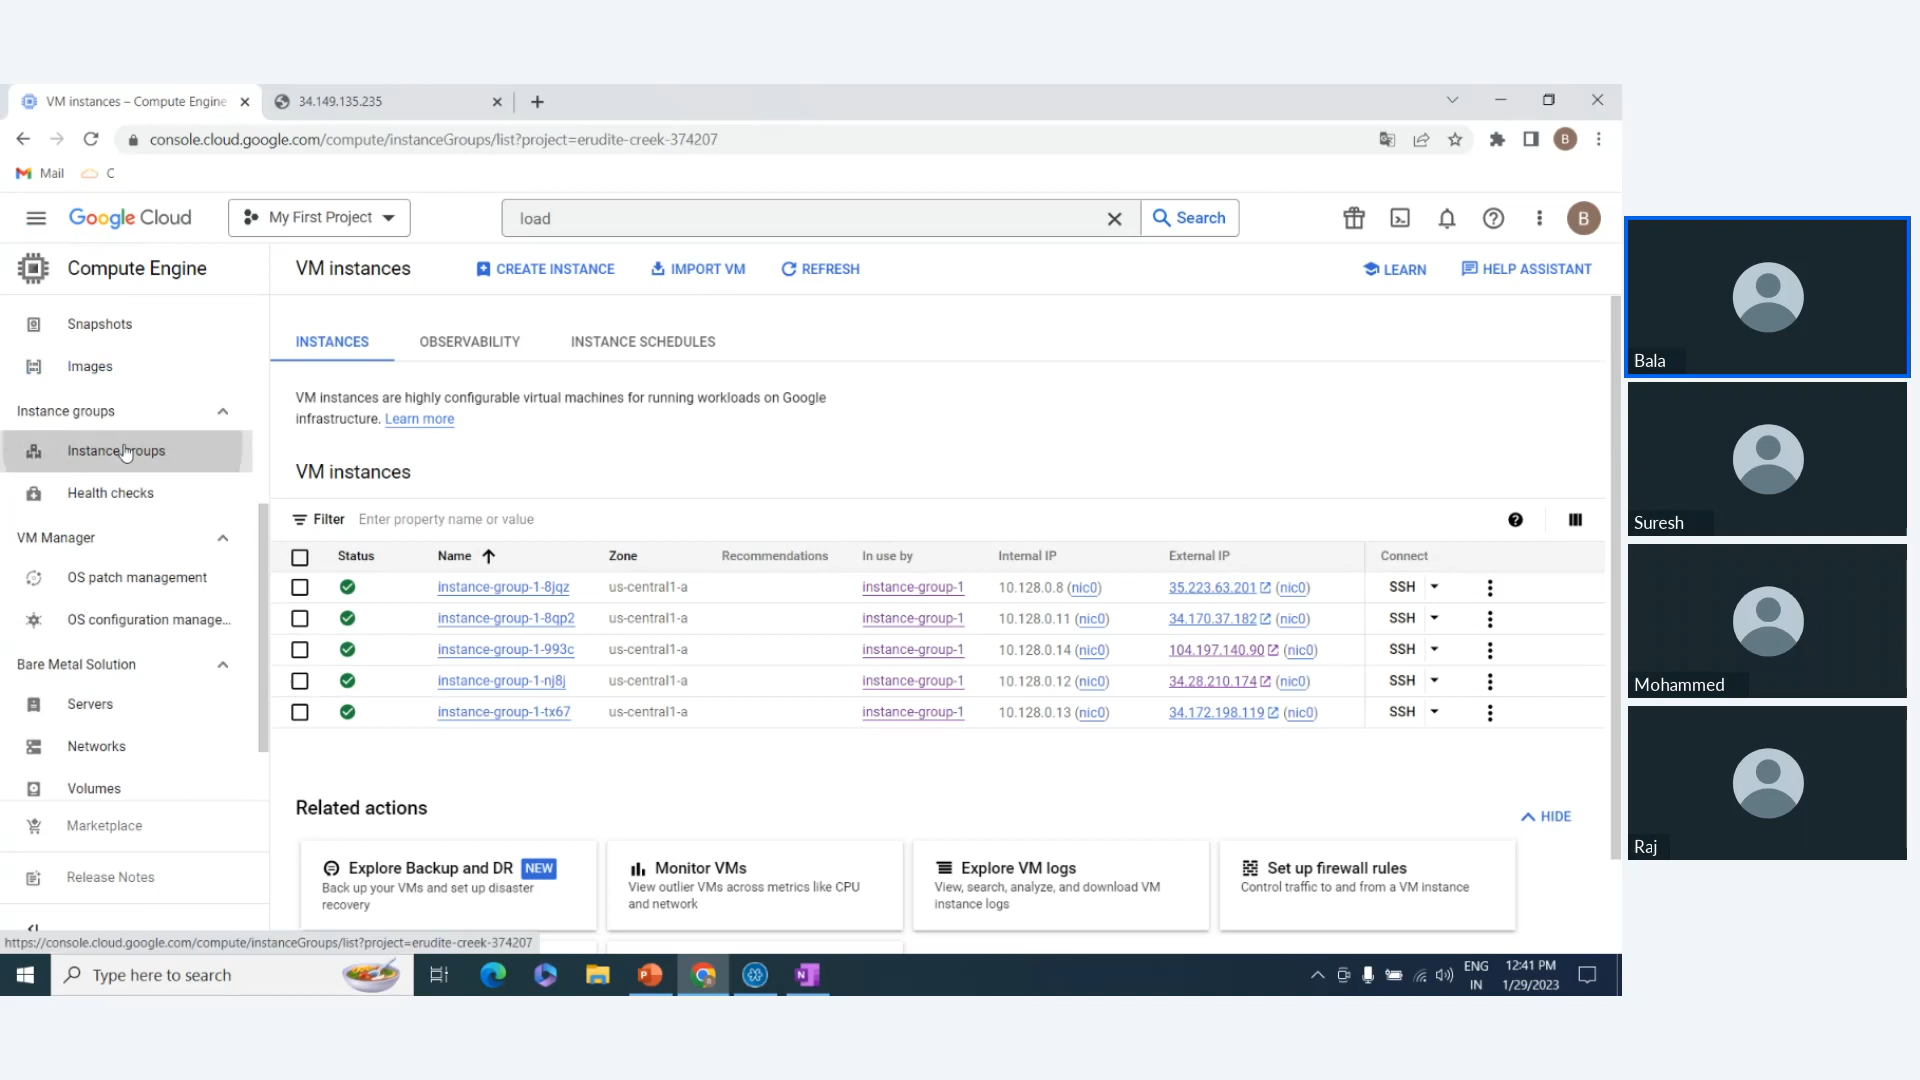 VM instances – Compute Engine
34.149.135.235
console.cloud.google.com/compute/instanceGroups/list?project=erudite-creek-374207
B
Mail
C
Google Cloud
My First Project
load
Search
B
Compute Engine
VM instances
CREATE INSTANCE
IMPORT VM
REFRESH
LEARN
HELP ASSISTANT
Snapshots
Images
Instance groups
Health checks
VM Manager
OS patch management
OS configuration manage...
Bare Metal Solution
Servers
Networks
Volumes
Marketplace
Release Notes
INSTANCES
OBSERVABILITY
INSTANCE SCHEDULES
VM instances are highly configurable virtual machines for running workloads on Google
infrastructure. Learn more
VM instances
Filter Enter property name or value
Status Name Zone Recommendations In use by Internal IP External IP Connect
instance-group-1-8jqz us-central1-a instance-group-1 10.128.0.8 (nic0) 35.223.63.201 (nic0) SSH
instance-group-1-8qp2 us-central1-a instance-group-1 10.128.0.11 (nic0) 34.170.37.182 (nic0) SSH
instance-group-1-993c us-central1-a instance-group-1 10.128.0.14 (nic0) 104.197.140.90 (nic0) SSH
instance-group-1-nj8j us-central1-a instance-group-1 10.128.0.12 (nic0) 34.28.210.174 (nic0) SSH
instance-group-1-tx67 us-central1-a instance-group-1 10.128.0.13 (nic0) 34.172.198.119 (nic0) SSH
Related actions
HIDE
Explore Backup and DR NEW
Back up your VMs and set up disaster
recovery
Monitor VMs
View outlier VMs across metrics like CPU
and network
Explore VM logs
View, search, analyze, and download VM
instance logs
Set up firewall rules
Control traffic to and from a VM instance
https://console.cloud.google.com/compute/instanceGroups/list?project=erudite-creek-374207
Type here to search
ENG
IN
12:41 PM
1/29/2023
Bala
Suresh
Mohammed
Raj